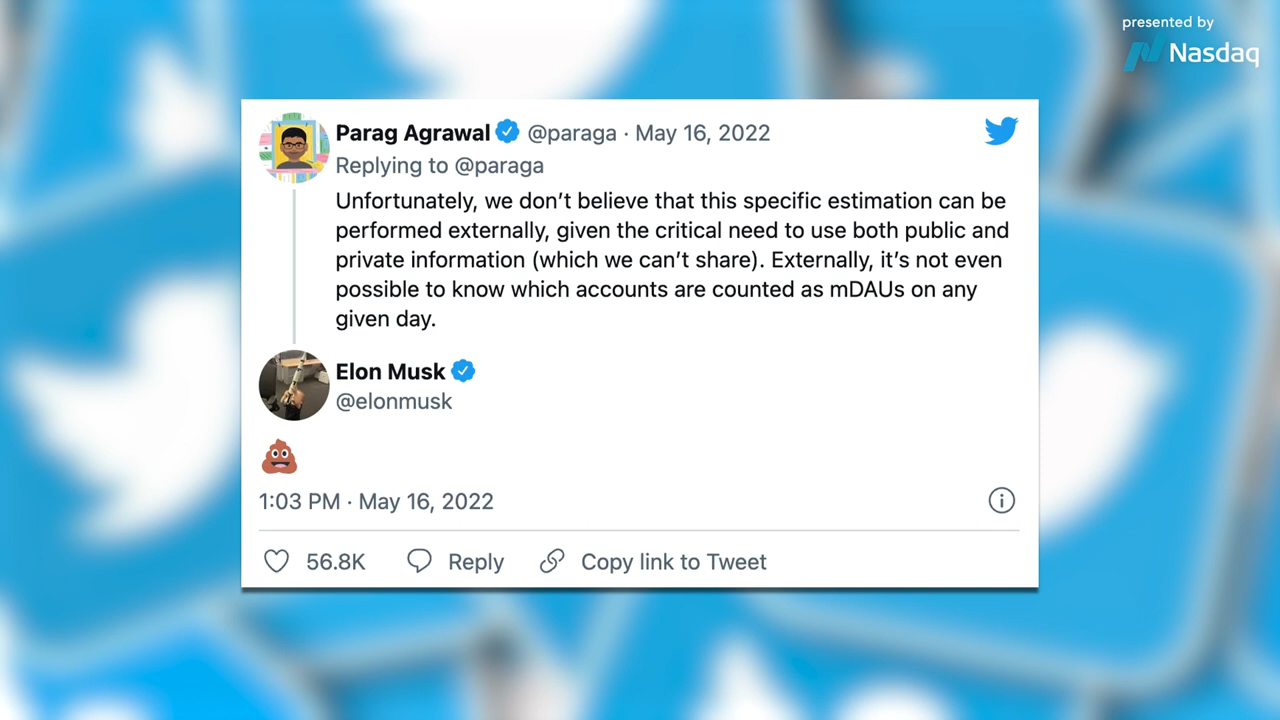 presented by
Nasdaq
Parag Agrawal @paraga · May 16, 2022
Replying to @paraga
Unfortunately, we don’t believe that this specific estimation can be
performed externally, given the critical need to use both public and
private information (which we can’t share). Externally, it’s not even
possible to know which accounts are counted as mDAUs on any
given day.
Elon Musk
@elonmusk
💩
1:03 PM · May 16, 2022
56.8K Reply Copy link to Tweet